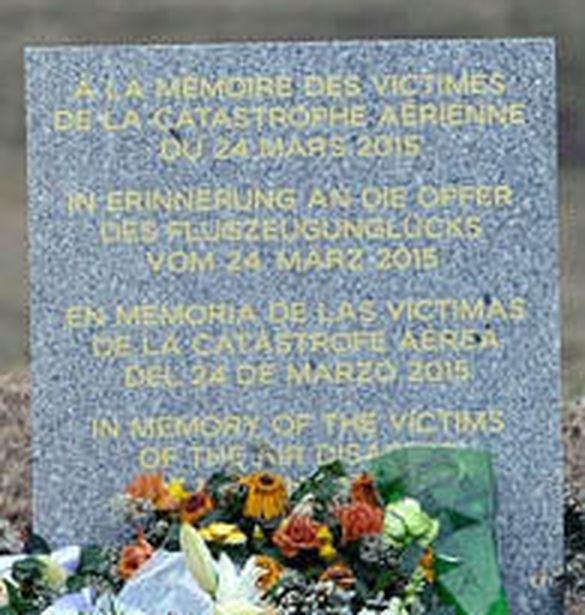 À LA MÉMOIRE DES VICTIMES
DE LA CATASTROPHE AÉRIENNE
DU 24 MARS 2015
IN ERINNERUNG AN DIE OPFER
DES FLUGZEUGUNGLÜCKS
VOM 24. MÄRZ 2015
EN MEMORIA DE LAS VÍCTIMAS
DE LA CATÁSTROFE AÉREA
DEL 24 DE MARZO 2015
IN MEMORY OF THE VICTIMS
OF THE AIR